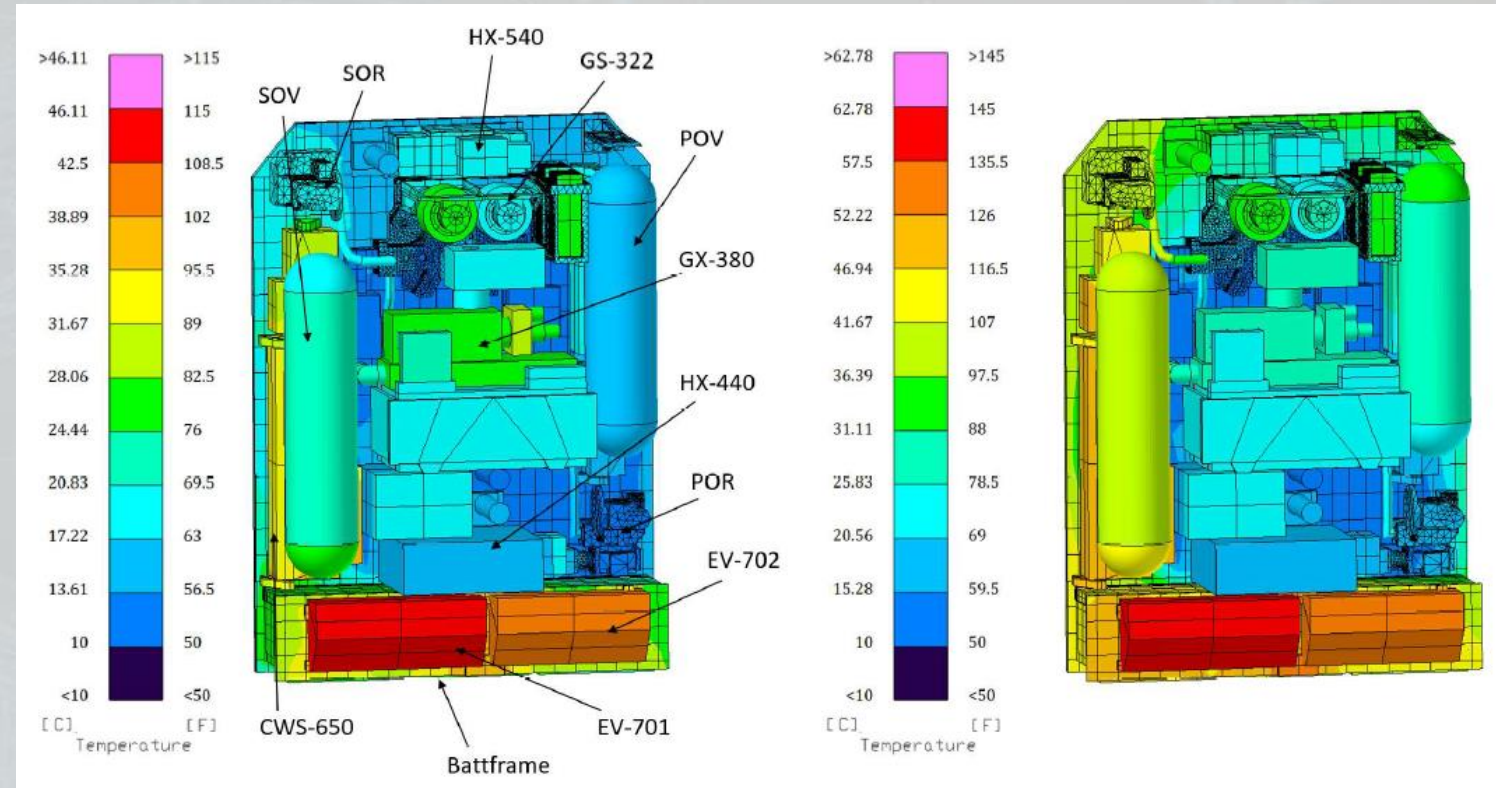 HX-540
GS-322
SOR
SOV
POV
GX-380
HX-440
POR
EV-702
EV-701
CWS-650
Battframe
>46.11 >115
46.11 115
42.5 108.5
38.89 102
35.28 95.5
31.67 89
28.06 82.5
24.44 76
20.83 69.5
17.22 63
13.61 56.5
10 50
<10 <50
[C] [F]
Temperature
>62.78 >145
62.78 145
57.5 135.5
52.22 126
46.94 116.5
41.67 107
36.39 97.5
31.11 88
25.83 78.5
20.56 69
15.28 59.5
10 50
<10 <50
[C] [F]
Temperature